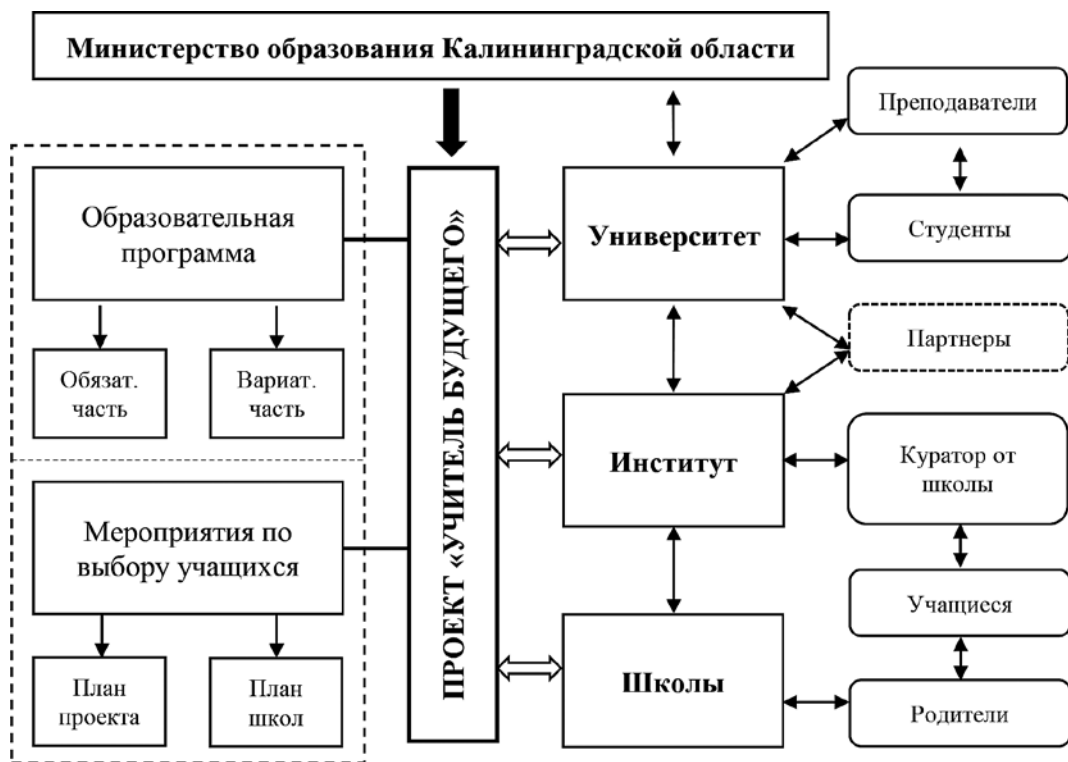 Министерство образования Калининградской области
Преподаватели
Образовательная
программа
ПРОЕКТ «УЧИТЕЛЬ БУДУЩЕГО»
Университет
Студенты
Обязат.
часть
Вариат.
часть
Партнеры
Институт
Куратор от
школы
Мероприятия по
выбору учащихся
Учащиеся
План
проекта
План
школ
Школы
Родители